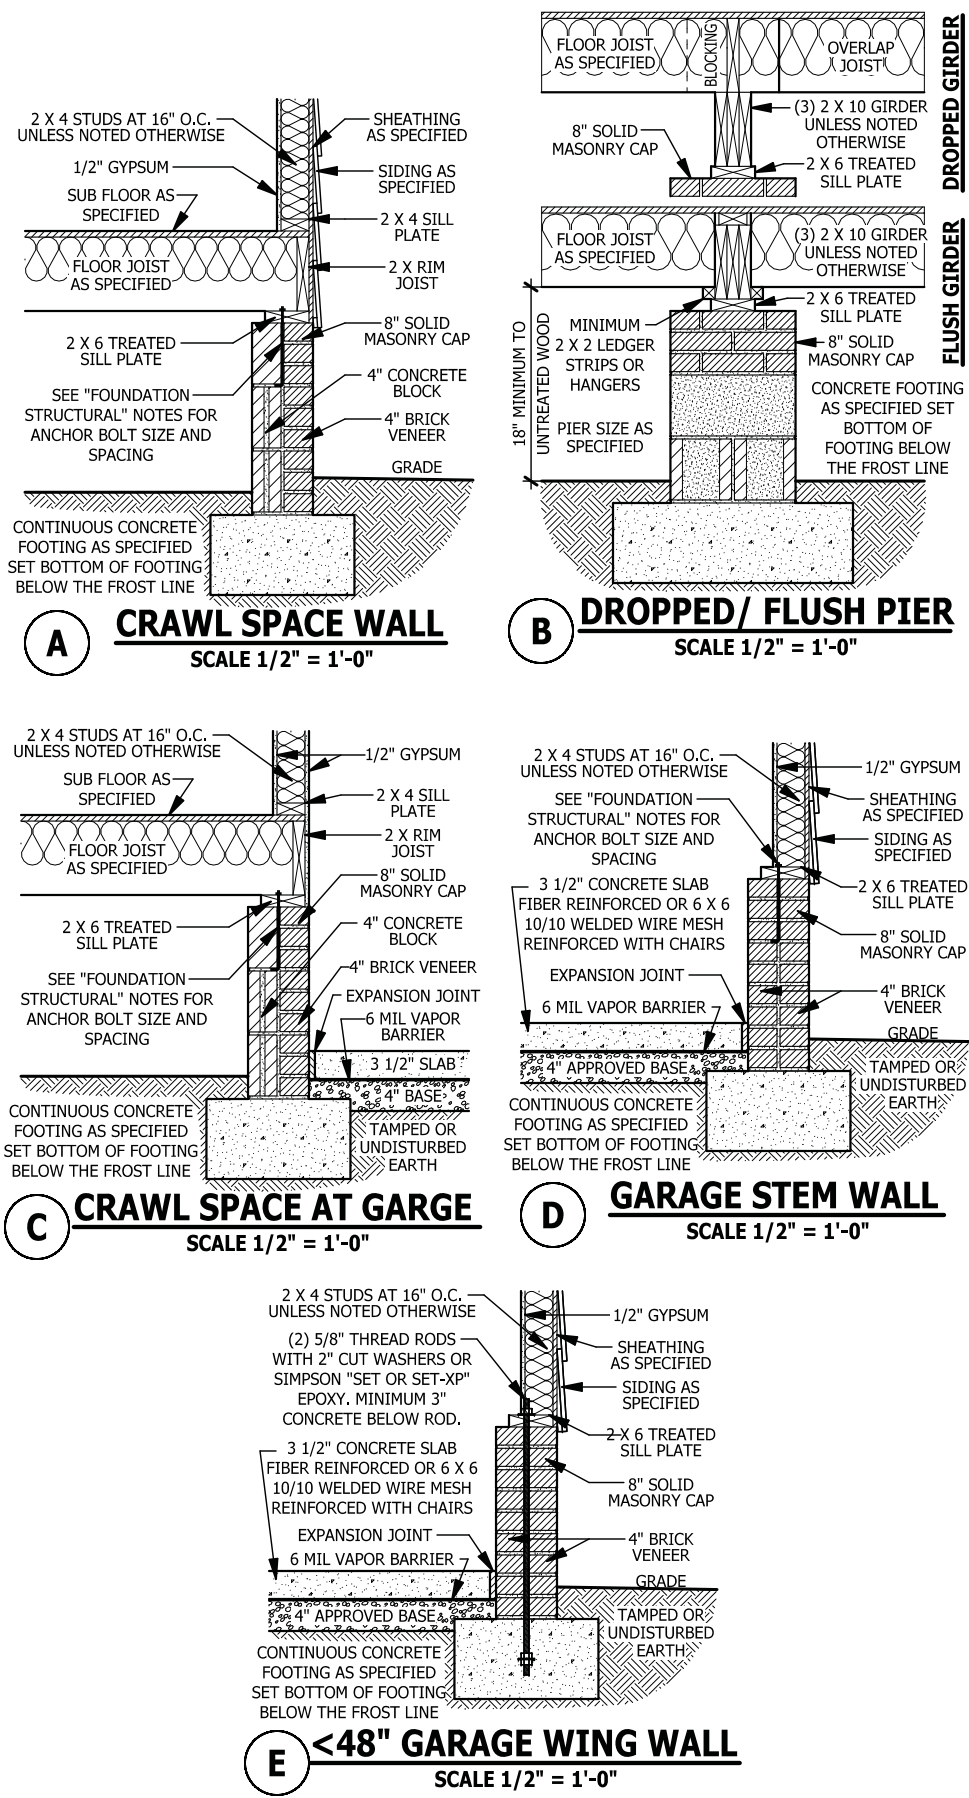 2 X 4 STUDS AT 16" O.C.
UNLESS NOTED OTHERWISE
1/2" GYPSUM
SUB FLOOR AS
SPECIFIED
FLOOR JOIST
AS SPECIFIED
2 X 6 TREATED
SILL PLATE
SEE "FOUNDATION
STRUCTURAL" NOTES FOR
ANCHOR BOLT SIZE AND
SPACING
SHEATHING
AS SPECIFIED
SIDING AS
SPECIFIED
2 X 4 SILL
PLATE
2 X RIM
JOIST
8" SOLID
MASONRY CAP
4" CONCRETE
BLOCK
4" BRICK
VENEER
GRADE
CONTINUOUS CONCRETE
FOOTING AS SPECIFIED
SET BOTTOM OF FOOTING
BELOW THE FROST LINE
A
CRAWL SPACE WALL
SCALE 1/2" = 1'-0"
FLOOR JOIST
AS SPECIFIED
BLOCKING
OVERLAP
JOIST
8" SOLID
MASONRY CAP
(3) 2 X 10 GIRDER
UNLESS NOTED
OTHERWISE
2 X 6 TREATED
SILL PLATE
DROPPED GIRDER
FLOOR JOIST
AS SPECIFIED
(3) 2 X 10 GIRDER
UNLESS NOTED
OTHERWISE
2 X 6 TREATED
SILL PLATE
FLUSH GIRDER
18" MINIMUM TO
UNTREATED WOOD
MINIMUM
2 X 2 LEDGER
STRIPS OR
HANGERS
PIER SIZE AS
SPECIFIED
8" SOLID
MASONRY CAP
CONCRETE FOOTING
AS SPECIFIED SET
BOTTOM OF
FOOTING BELOW
THE FROST LINE
B
DROPPED/ FLUSH PIER
SCALE 1/2" = 1'-0"
2 X 4 STUDS AT 16" O.C.
UNLESS NOTED OTHERWISE
SUB FLOOR AS
SPECIFIED
FLOOR JOIST
AS SPECIFIED
2 X 6 TREATED
SILL PLATE
SEE "FOUNDATION
STRUCTURAL" NOTES FOR
ANCHOR BOLT SIZE AND
SPACING
1/2" GYPSUM
2 X 4 SILL
PLATE
2 X RIM
JOIST
8" SOLID
MASONRY CAP
4" CONCRETE
BLOCK
4" BRICK VENEER
EXPANSION JOINT
6 MIL VAPOR
BARRIER
3 1/2" SLAB
4" BASE
TAMPED OR
UNDISTURBED
EARTH
CONTINUOUS CONCRETE
FOOTING AS SPECIFIED
SET BOTTOM OF FOOTING
BELOW THE FROST LINE
C
CRAWL SPACE AT GARGE
SCALE 1/2" = 1'-0"
2 X 4 STUDS AT 16" O.C.
UNLESS NOTED OTHERWISE
SEE "FOUNDATION
STRUCTURAL" NOTES FOR
ANCHOR BOLT SIZE AND
SPACING
3 1/2" CONCRETE SLAB
FIBER REINFORCED OR 6 X 6
10/10 WELDED WIRE MESH
REINFORCED WITH CHAIRS
EXPANSION JOINT
6 MIL VAPOR BARRIER
4" APPROVED BASE
CONTINUOUS CONCRETE
FOOTING AS SPECIFIED
SET BOTTOM OF FOOTING
BELOW THE FROST LINE
1/2" GYPSUM
SHEATHING
AS SPECIFIED
SIDING AS
SPECIFIED
2 X 6 TREATED
SILL PLATE
8" SOLID
MASONRY CAP
4" BRICK
VENEER
GRADE
TAMPED OR
UNDISTURBED
EARTH
D
GARAGE STEM WALL
SCALE 1/2" = 1'-0"
2 X 4 STUDS AT 16" O.C.
UNLESS NOTED OTHERWISE
(2) 5/8" THREAD RODS
WITH 2" CUT WASHERS OR
SIMPSON "SET OR SET-XP"
EPOXY. MINIMUM 3"
CONCRETE BELOW ROD.
3 1/2" CONCRETE SLAB
FIBER REINFORCED OR 6 X 6
10/10 WELDED WIRE MESH
REINFORCED WITH CHAIRS
EXPANSION JOINT
6 MIL VAPOR BARRIER
4" APPROVED BASE
CONTINUOUS CONCRETE
FOOTING AS SPECIFIED
SET BOTTOM OF FOOTING
BELOW THE FROST LINE
1/2" GYPSUM
SHEATHING
AS SPECIFIED
SIDING AS
SPECIFIED
2 X 6 TREATED
SILL PLATE
8" SOLID
MASONRY CAP
4" BRICK
VENEER
GRADE
TAMPED OR
UNDISTURBED
EARTH
E
<48" GARAGE WING WALL
SCALE 1/2" = 1'-0"